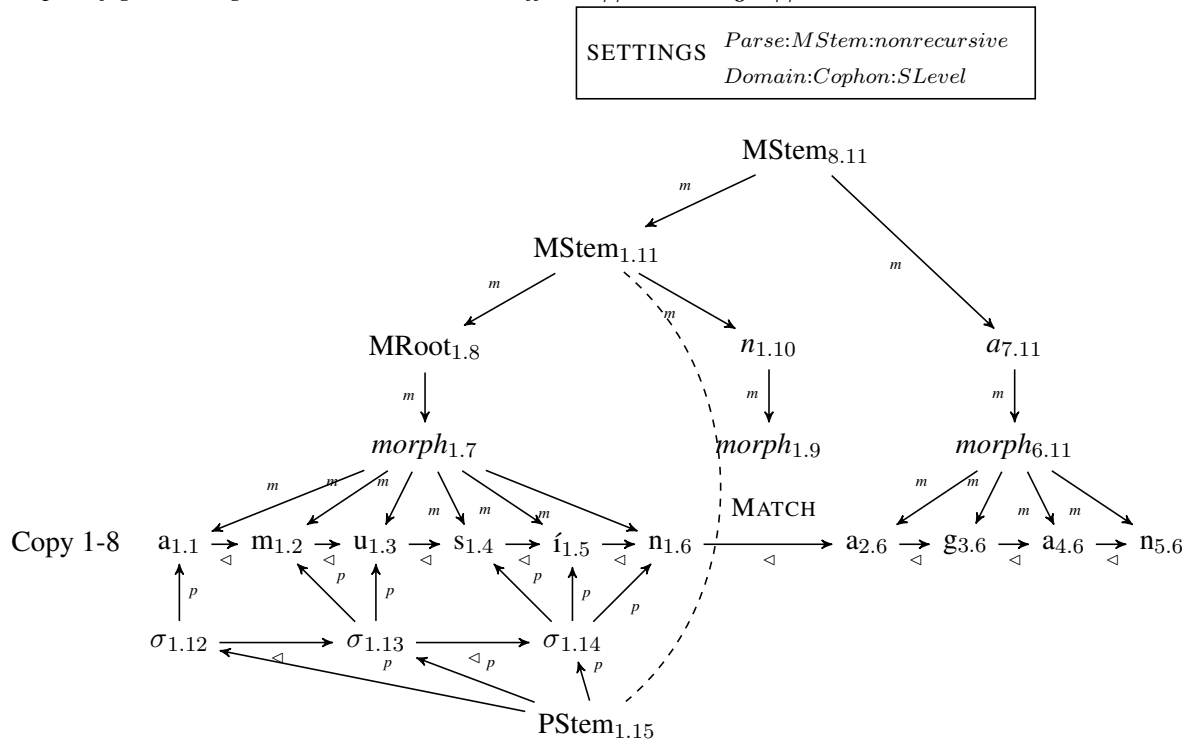 SETTINGS Parse:MStem:nonrecursive
Domain:Cophon:SLevel
MStem8.11
m
MStem1.11
m
m
m
MRoot1.8 n1.10 a7.11
m m m
morph1.7 morph1.9 morph6.11
m m m m m m m m m m
MATCH
Copy 1-8 a1.1 m1.2 u1.3 s1.4 í1.5 n1.6 a2.6 g3.6 a4.6 n5.6
◁ ◁ ◁ ◁ ◁ ◁ ◁ ◁ ◁
p p p p p p
σ1.12 σ1.13 σ1.14
◁ ◁
p p p
PStem1.15